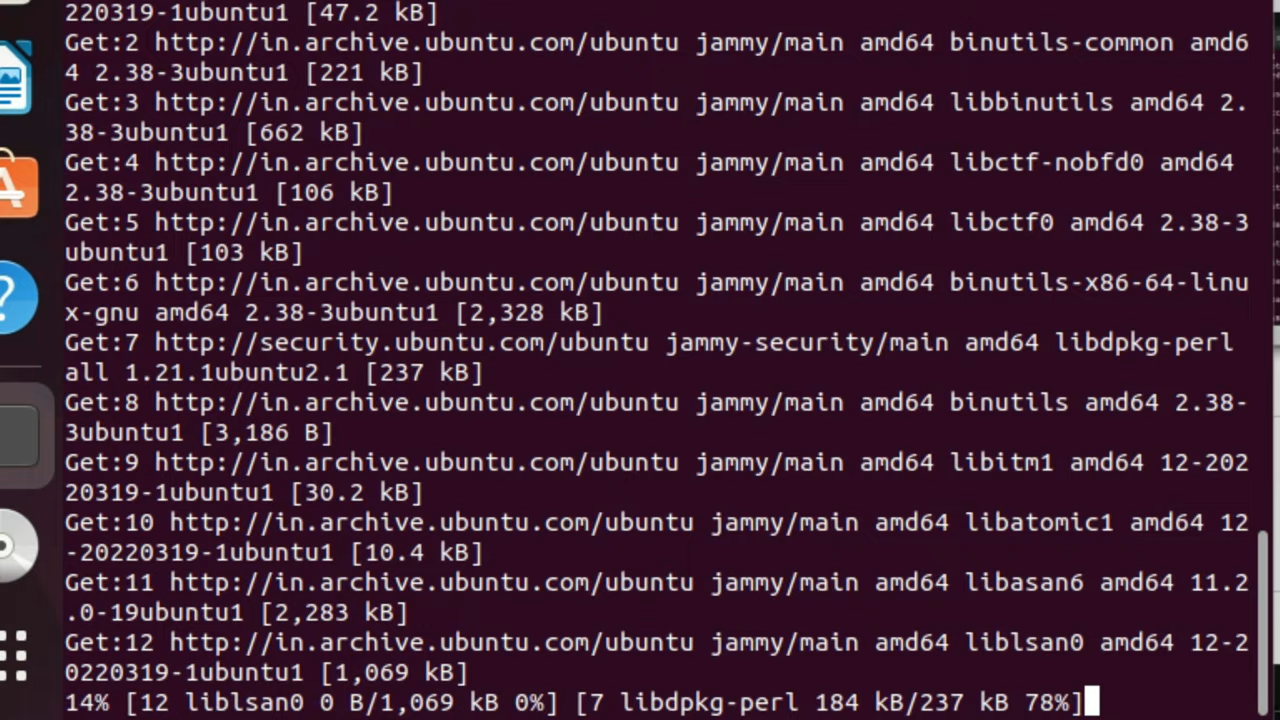 220319-1ubuntu1 [47.2 kB]
Get:2 http://in.archive.ubuntu.com/ubuntu jammy/main amd64 binutils-common amd6
4 2.38-3ubuntu1 [221 kB]
Get:3 http://in.archive.ubuntu.com/ubuntu jammy/main amd64 libbinutils amd64 2.
38-3ubuntu1 [662 kB]
Get:4 http://in.archive.ubuntu.com/ubuntu jammy/main amd64 libctf-nobfd0 amd64
2.38-3ubuntu1 [106 kB]
Get:5 http://in.archive.ubuntu.com/ubuntu jammy/main amd64 libctf0 amd64 2.38-3
ubuntu1 [103 kB]
Get:6 http://in.archive.ubuntu.com/ubuntu jammy/main amd64 binutils-x86-64-linu
x-gnu amd64 2.38-3ubuntu1 [2,328 kB]
Get:7 http://security.ubuntu.com/ubuntu jammy-security/main amd64 libdpkg-perl
all 1.21.1ubuntu2.1 [237 kB]
Get:8 http://in.archive.ubuntu.com/ubuntu jammy/main amd64 binutils amd64 2.38-
3ubuntu1 [3,186 B]
Get:9 http://in.archive.ubuntu.com/ubuntu jammy/main amd64 libitm1 amd64 12-202
20319-1ubuntu1 [30.2 kB]
Get:10 http://in.archive.ubuntu.com/ubuntu jammy/main amd64 libatomic1 amd64 12
-20220319-1ubuntu1 [10.4 kB]
Get:11 http://in.archive.ubuntu.com/ubuntu jammy/main amd64 libasan6 amd64 11.2
.0-19ubuntu1 [2,283 kB]
Get:12 http://in.archive.ubuntu.com/ubuntu jammy/main amd64 liblsan0 amd64 12-2
0220319-1ubuntu1 [1,069 kB]
14% [12 liblsan0 0 B/1,069 kB 0%] [7 libdpkg-perl 184 kB/237 kB 78%]